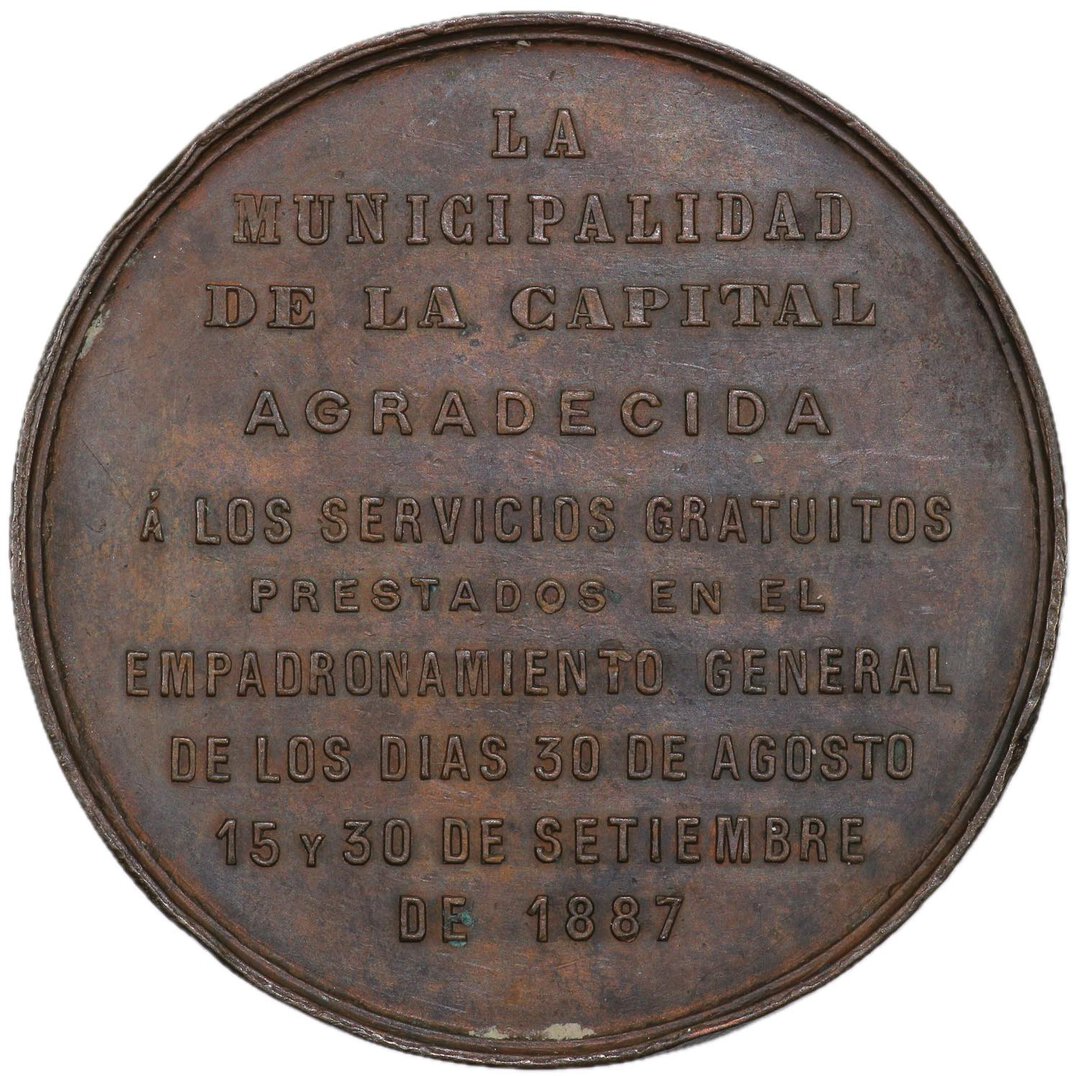 LA
MUNICIPALIDAD
DE LA CAPITAL
AGRADECIDA
Á LOS SERVICIOS GRATUITOS
PRESTADOS EN EL
EMPADRONAMIENTO GENERAL
DE LOS DIAS 30 DE AGOSTO
15 Y 30 DE SETIEMBRE
DE 1887